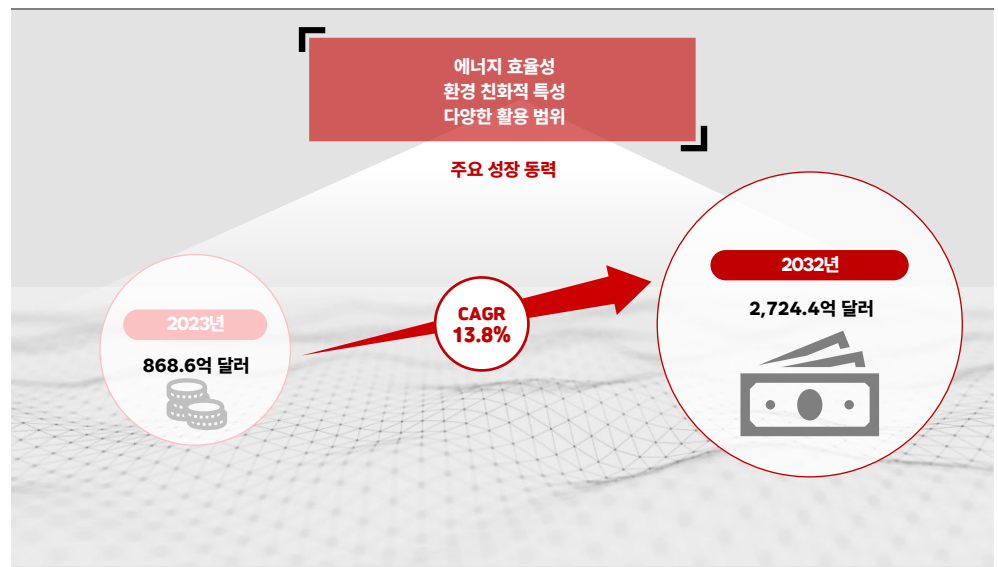 에너지 효율성
환경 친화적 특성
다양한 활용 범위
주요 성장 동력
2023년
868.6억 달러
CAGR
13.8%
2032년
2,724.4억 달러